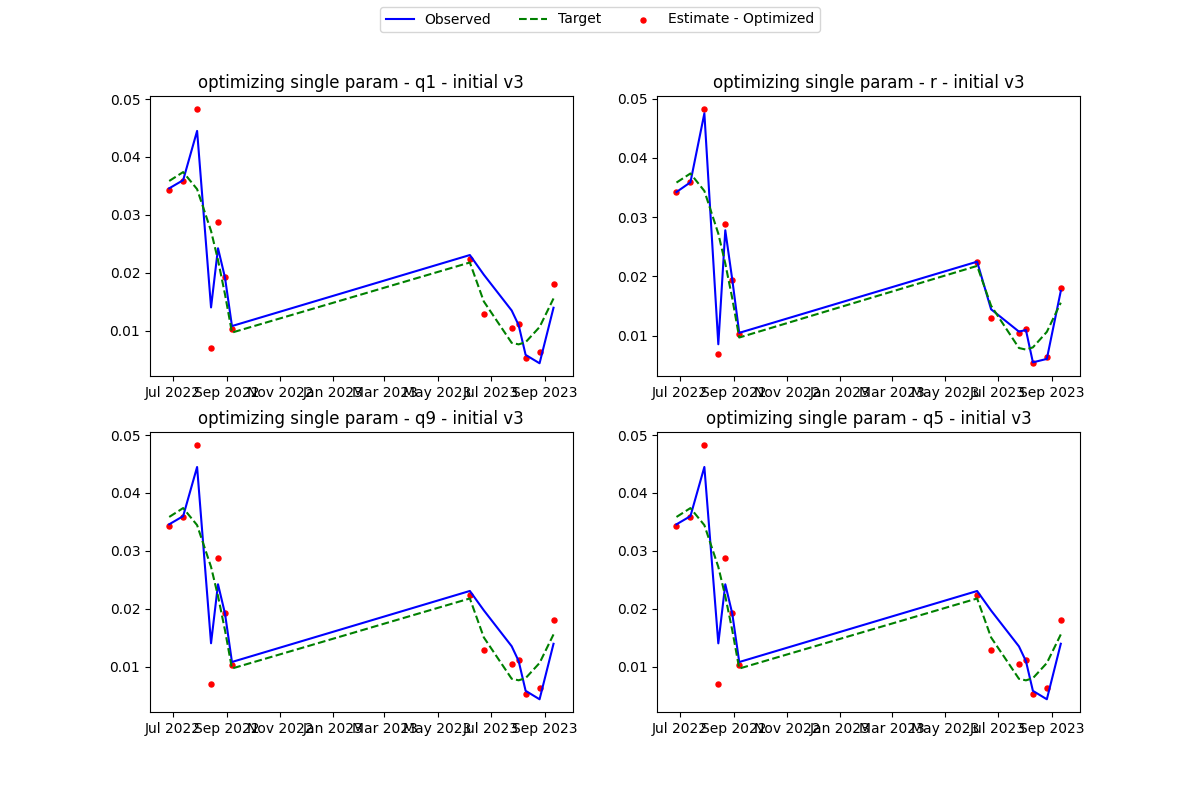 Observed Target Estimate - Optimized
optimizing single param - q1 - initial v3
optimizing single param - r - initial v3
0.05
0.04
0.03
0.02
0.01
Jul 2022 Sep 2022 Nov 2022 Jan 2023 Mar 2023 May 2023 Jul 2023 Sep 2023
0.05
0.04
0.03
0.02
0.01
Jul 2022 Sep 2022 Nov 2022 Jan 2023 Mar 2023 May 2023 Jul 2023 Sep 2023
optimizing single param - q9 - initial v3
optimizing single param - q5 - initial v3
0.05
0.04
0.03
0.02
0.01
Jul 2022 Sep 2022 Nov 2022 Jan 2023 Mar 2023 May 2023 Jul 2023 Sep 2023
0.05
0.04
0.03
0.02
0.01
Jul 2022 Sep 2022 Nov 2022 Jan 2023 Mar 2023 May 2023 Jul 2023 Sep 2023